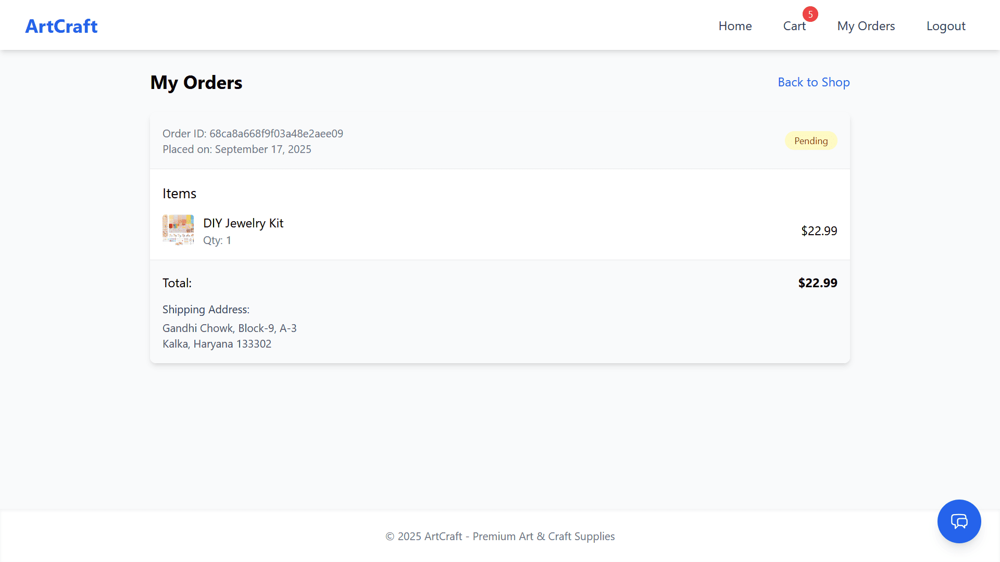 ArtCraft
Home
Cart
5
My Orders
Logout
My Orders
Back to Shop
Order ID: 68ca8a668f9f03a48e2aee09
Placed on: September 17, 2025
Pending
Items
DIY Jewelry Kit
Qty: 1
$22.99
Total:
$22.99
Shipping Address:
Gandhi Chowk, Block-9, A-3
Kalka, Haryana 133302
© 2025 ArtCraft - Premium Art & Craft Supplies